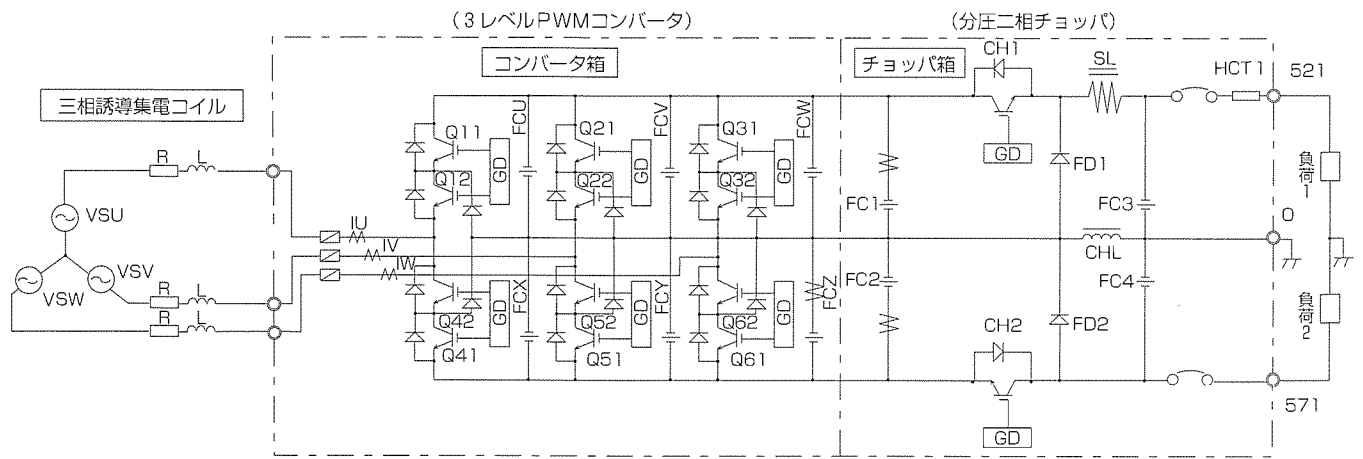 (3レベルPWMコンバータ)
(分圧二相チョッパ)
コンバータ箱
チョッパ箱
CH1
SL
HCT1
521
三相誘導集電コイル
Q11
FCU
Q21
FCV
Q31
FCW
GD
GD
GD
GD
R
L
Q12
Q22
Q32
FD1
負荷1
VSU
FC1
FC3
O
IU
IV
IW
CHL
VSV
VSW
R
L
R
L
FC2
FC4
FCX
FCY
FCZ
Q42
Q52
Q62
GD
GD
GD
Q41
Q51
Q61
CH2
FD2
負荷2
571
GD